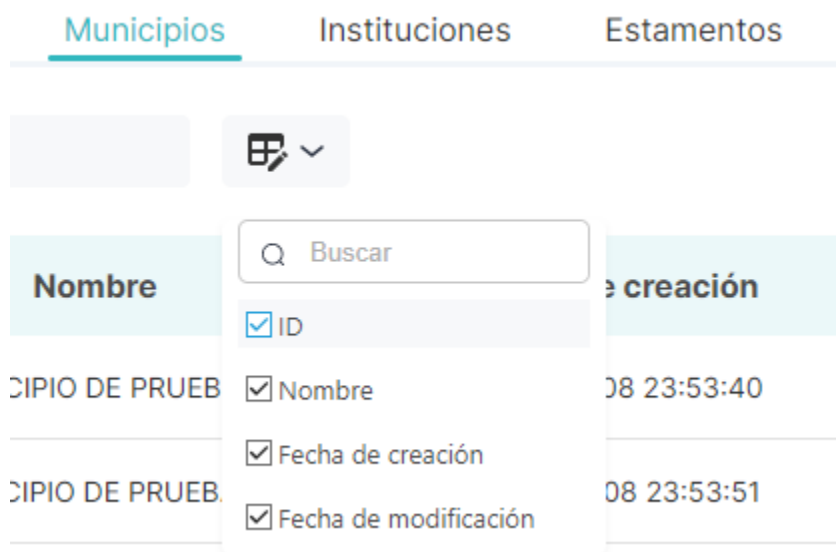 Municipios Instituciones Estamentos
Buscar
Nombre creación
ID
CIPIO DE PRUEB 08 23:53:40
Nombre
Fecha de creación
CIPIO DE PRUEB 08 23:53:51
Fecha de modificación